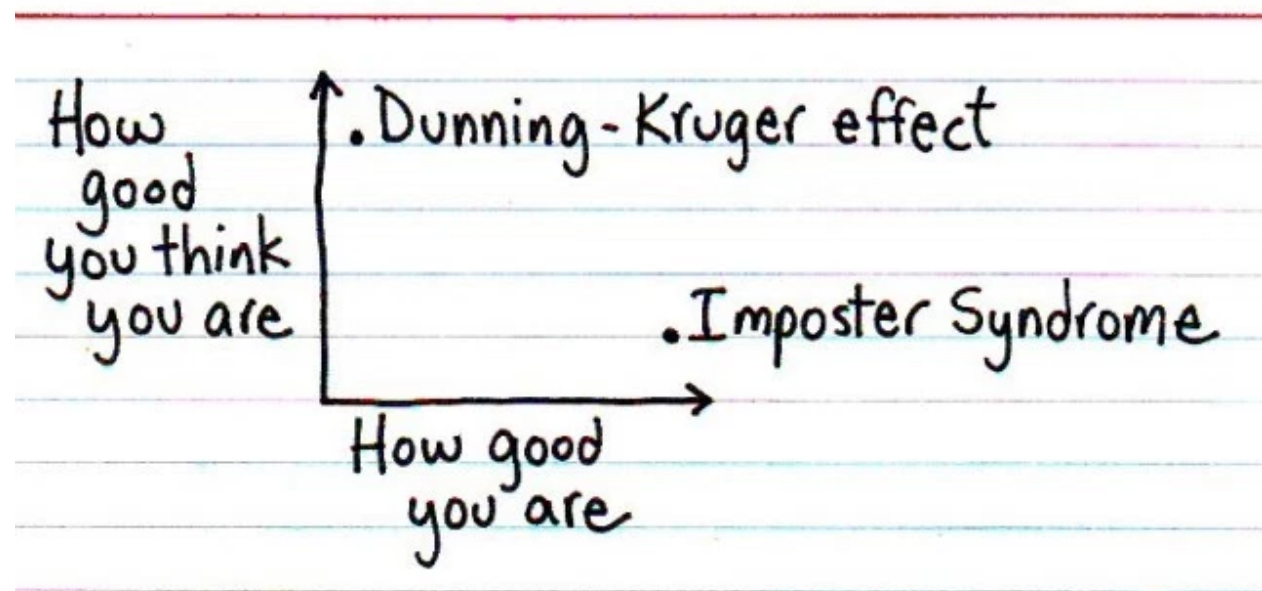 How
good
you think
you are
. Dunning-Kruger effect
. Imposter Syndrome
How good
you are